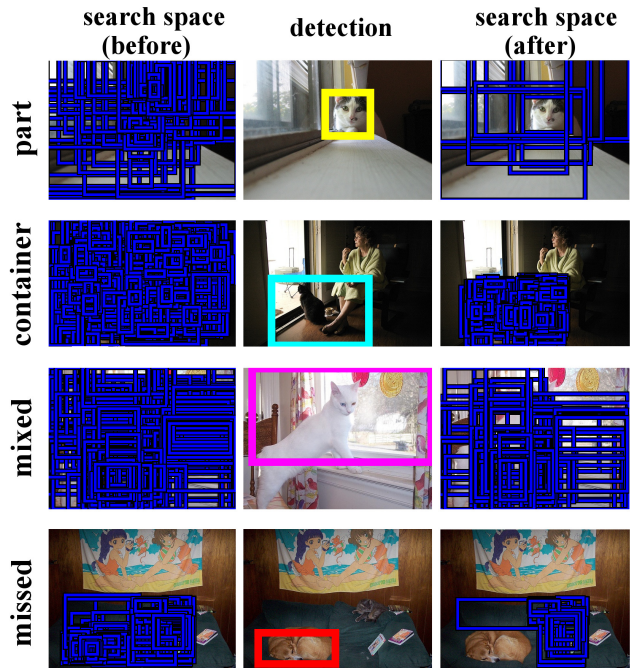 search space
(before)
detection
search space
(after)
part
container
mixed
missed